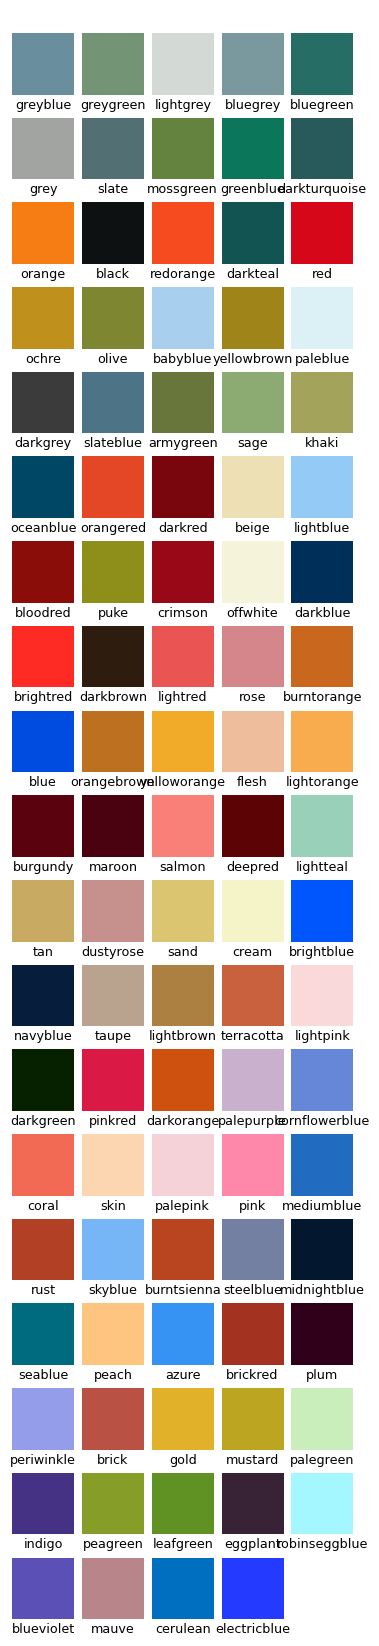 greyblue greygreen lightgrey bluegrey bluegreen
grey slate mossgreen greenblue darkturquoise
orange black redorange darkteal red
ochre olive babyblue yellowbrown paleblue
darkgrey slateblue armygreen sage khaki
oceanblue orangered darkred beige lightblue
bloodred puke crimson offwhite darkblue
brightred darkbrown lightred rose burntorange
blue orangebrown yelloworange flesh lightorange
burgundy maroon salmon deepred lightteal
tan dustyrose sand cream brightblue
navyblue taupe lightbrown terracotta lightpink
darkgreen pinkred darkorange palepurple cornflowerblue
coral skin palepink pink mediumblue
rust skyblue burntsienna steelblue midnightblue
seablue peach azure brickred plum
periwinkle brick gold mustard palegreen
indigo peagreen leafgreen eggplant robinseggblue
blueviolet mauve cerulean electricblue